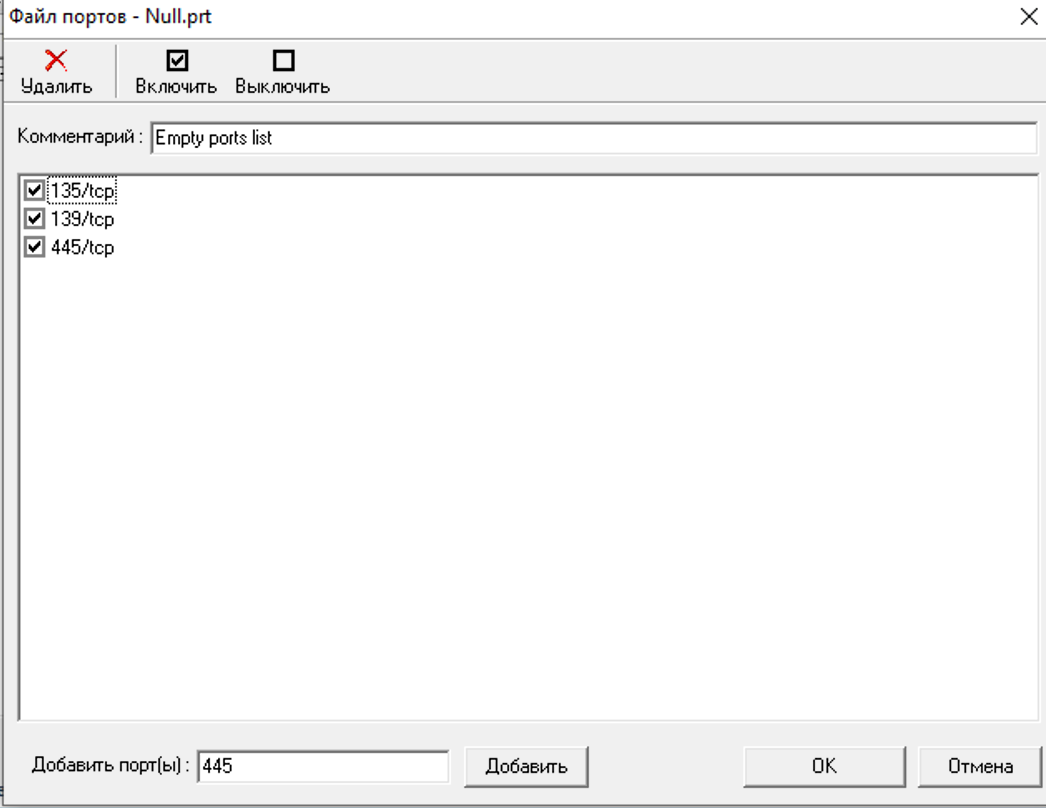 Файл портов - Null.prt
Удалить Включить Выключить
Комментарий : Empty ports list
135/tcp
139/tcp
445/tcp
Добавить порт(ы) : 445 Добавить OK Отмена